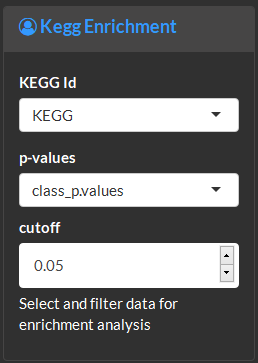 Kegg Enrichment
KEGG Id
KEGG
p-values
class_p.values
cutoff
0.05
Select and filter data for
enrichment analysis